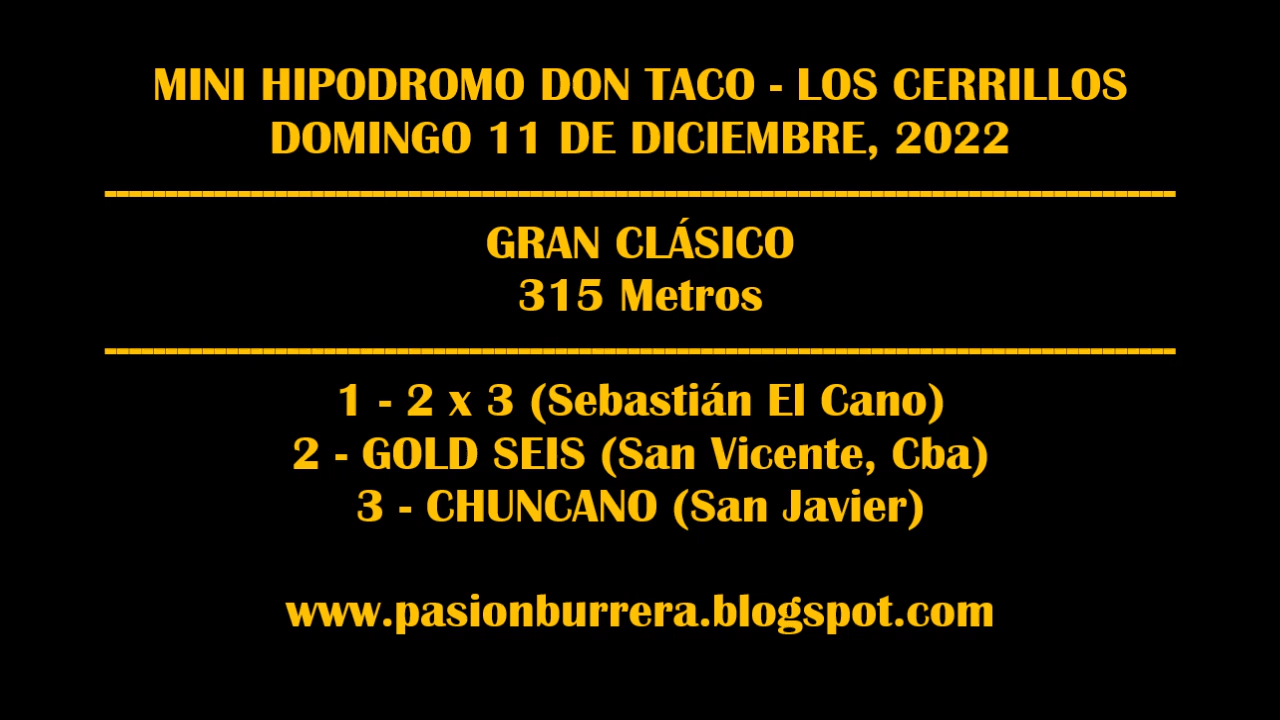 MINI HIPODROMO DON TACO - LOS CERRILLOS
DOMINGO 11 DE DICIEMBRE, 2022
GRAN CLÁSICO
315 Metros
1 - 2 x 3 (Sebastián El Cano)
2 - GOLD SEIS (San Vicente, Cba)
3 - CHUNCANO (San Javier)
www.pasionburrera.blogspot.com